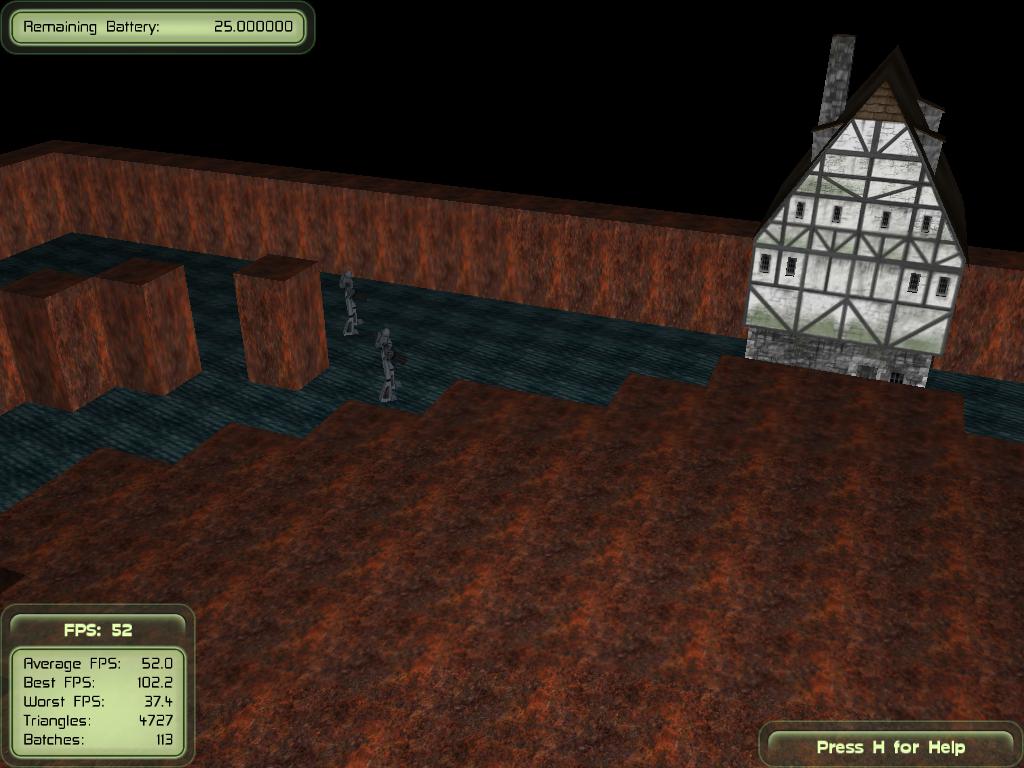 Remaining Battery: 25.000000
FPS: 52
Average FPS: 52.0
Best FPS: 102.2
Worst FPS: 37.4
Triangles: 4727
Batches: 113
Press H for Help